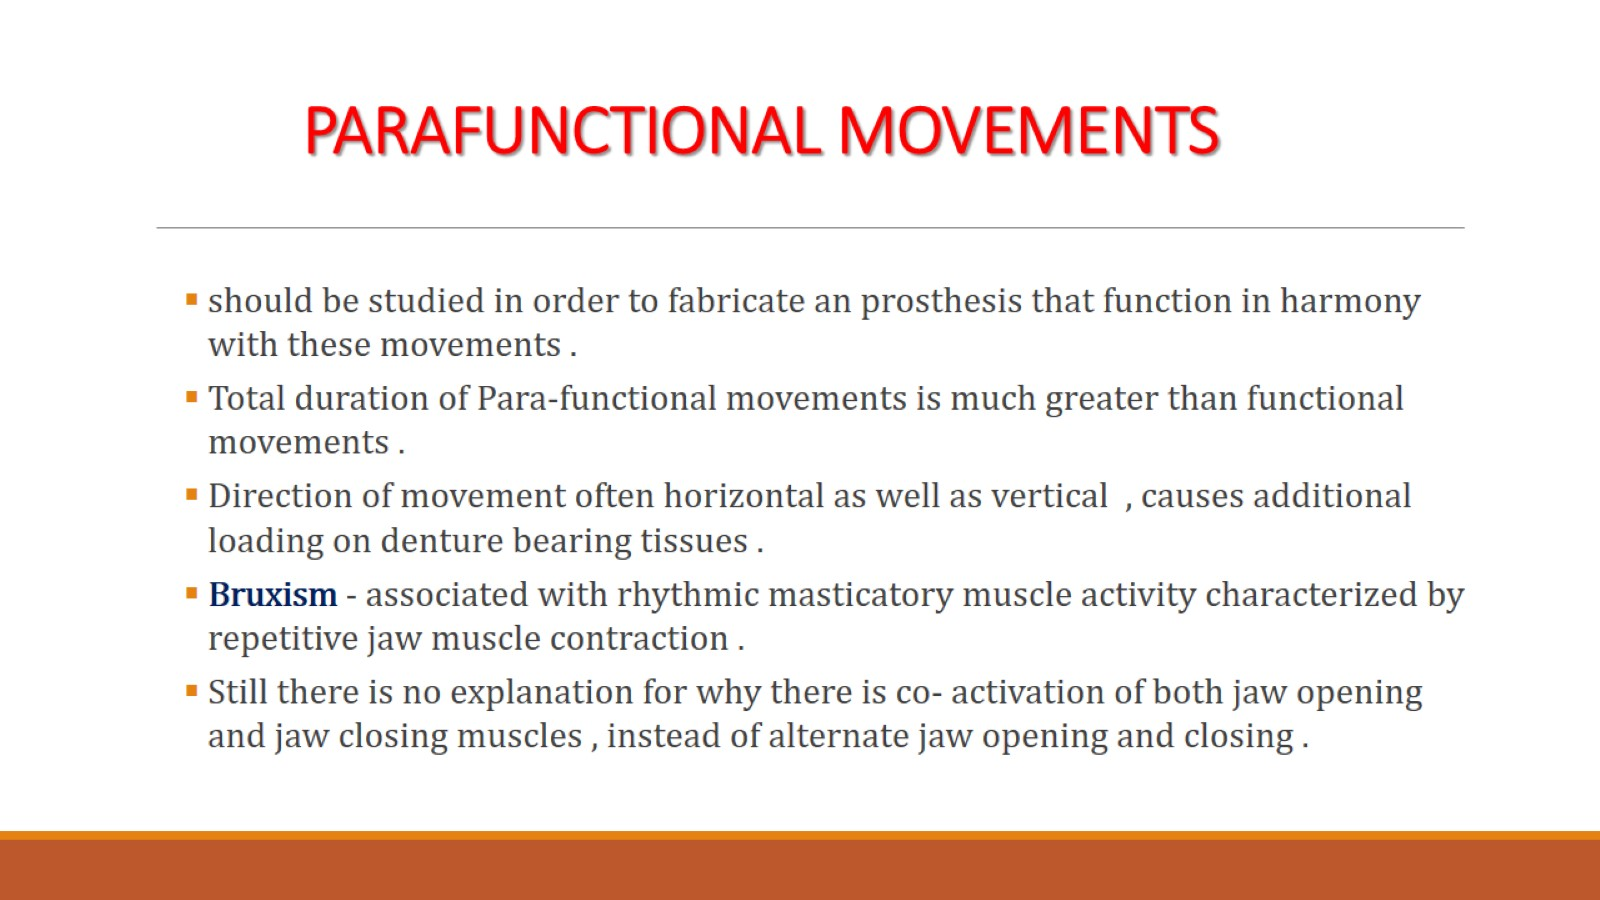 PARAFUNCTIONAL MOVEMENTS
▪ should be studied in order to fabricate an prosthesis that function in harmony
with these movements .
▪ Total duration of Para-functional movements is much greater than functional
movements .
▪ Direction of movement often horizontal as well as vertical , causes additional
loading on denture bearing tissues .
▪ Bruxism - associated with rhythmic masticatory muscle activity characterized by
repetitive jaw muscle contraction .
▪ Still there is no explanation for why there is co- activation of both jaw opening
and jaw closing muscles , instead of alternate jaw opening and closing .